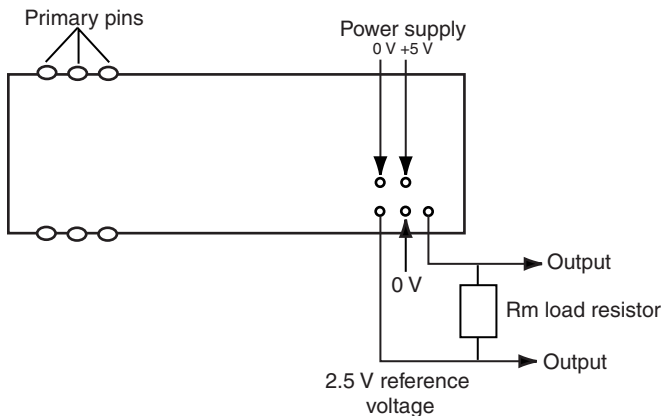 Primary pins
Power supply
0 V +5 V
Output
0 V
Rm load resistor
Output
2.5 V reference
voltage